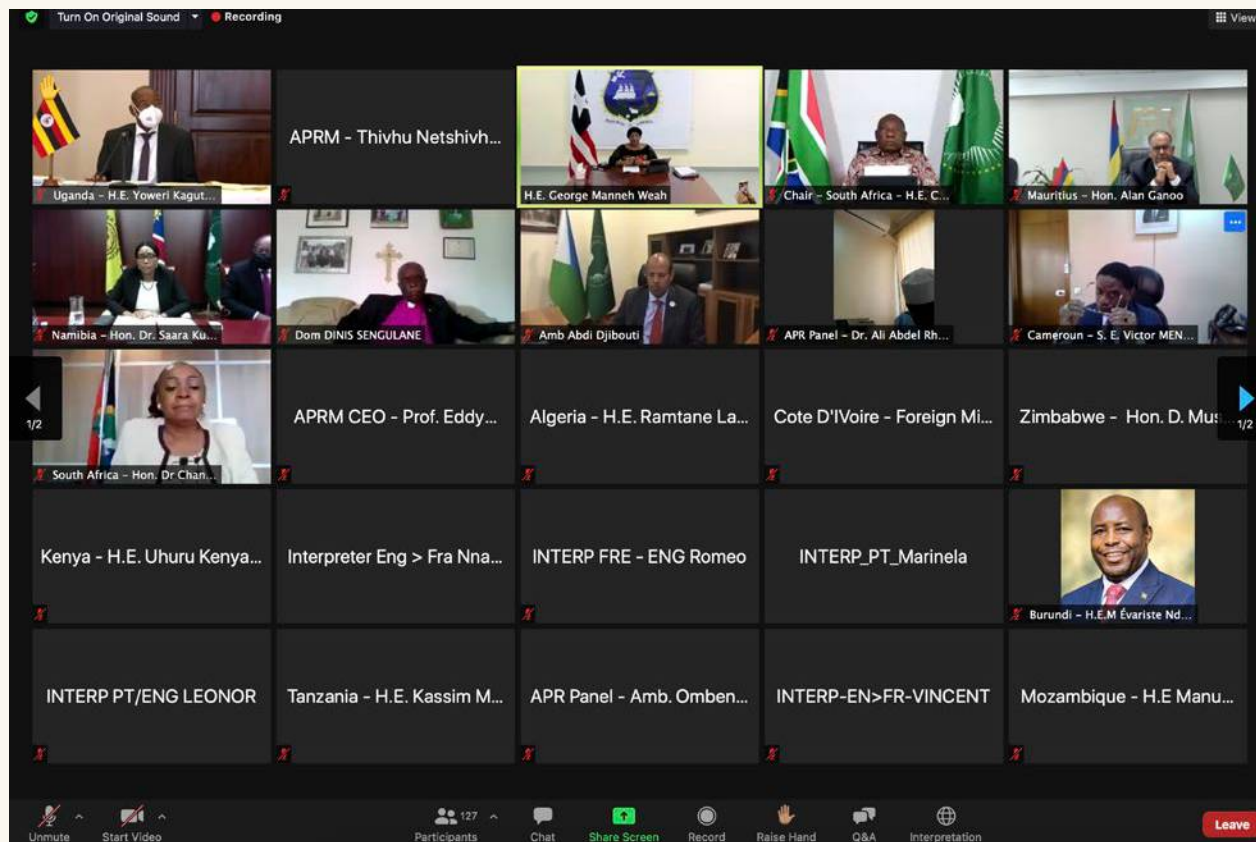 Turn On Original Sound
Recording
View
Uganda – H.E. Yoweri Kagut...
APRM - Thivhu Netshivh...
H.E. George Manneh Weah
Chair – South Africa – H.E. C...
Mauritius – Hon. Alan Ganoo
Namibia – Hon. Dr. Saara Ku...
Dom DINIS SENGULANE
Amb Abdi Djibouti
APR Panel – Dr. Ali Abdel Rh...
Cameroun – S. E. Victor MEN...
1/2
South Africa – Hon. Dr Chan...
APRM CEO - Prof. Eddy...
Algeria - H.E. Ramtane La...
Cote D'IVoire - Foreign Mi...
Zimbabwe - Hon. D. Mus...
1/2
Kenya - H.E. Uhuru Kenya...
Interpreter Eng > Fra Nna...
INTERP FRE - ENG Romeo
INTERP_PT_Marinela
Burundi – H.E.M Évariste Nd...
INTERP PT/ENG LEONOR
Tanzania - H.E. Kassim M...
APR Panel - Amb. Omben...
INTERP-EN>FR-VINCENT
Mozambique - H.E Manu...
Unmute
Start Video
127
Participants
Chat
Share Screen
Record
Raise Hand
Q&A
Interpretation
Leave